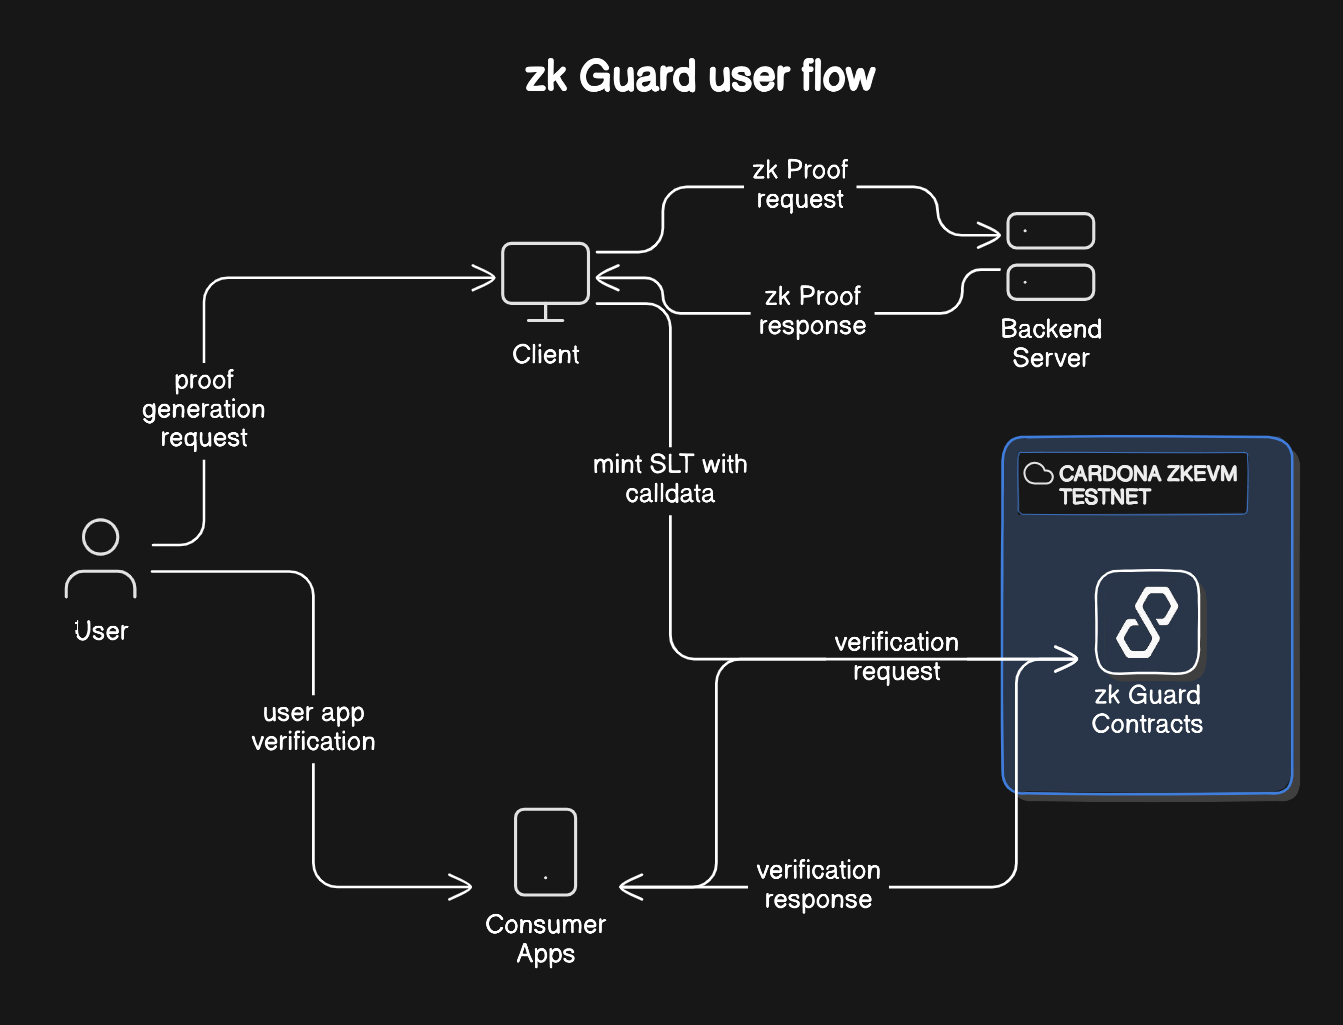 zk Guard user flow
zk Proof
request
zk Proof
response
Backend
Server
Client
proof
generation
request
mint SLT with
calldata
CARDONA ZKEVM
TESTNET
User
verification
request
zk Guard
Contracts
user app
verification
verification
response
Consumer
Apps